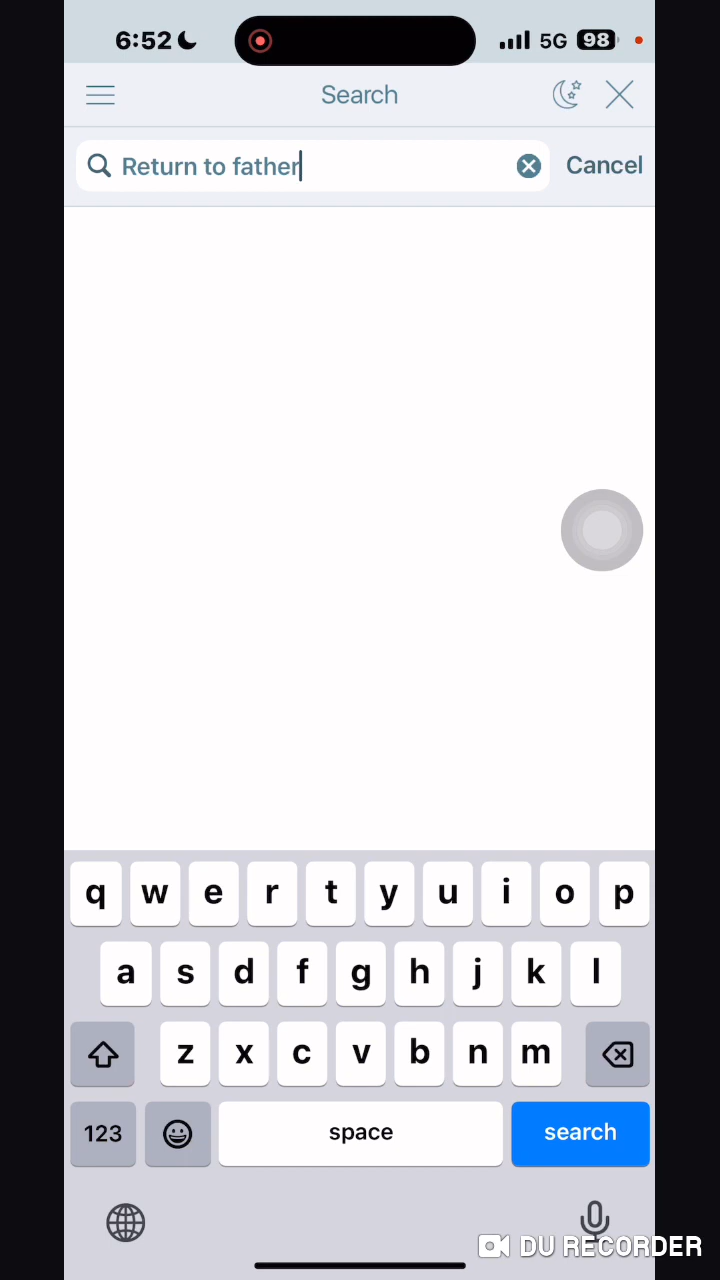 6:52 5G 98
Search
Return to father Cancel
q w e r t y u i o p
a s d f g h j k l
z x c v b n m
123 space search
DU RECORDER